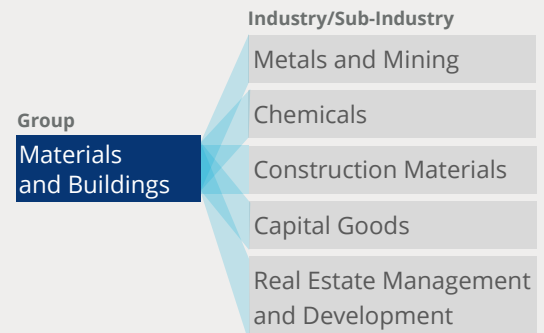 Industry/Sub-Industry
Metals and Mining
Group
Chemicals
Materials
and Buildings
Construction Materials
Capital Goods
Real Estate Management
and Development